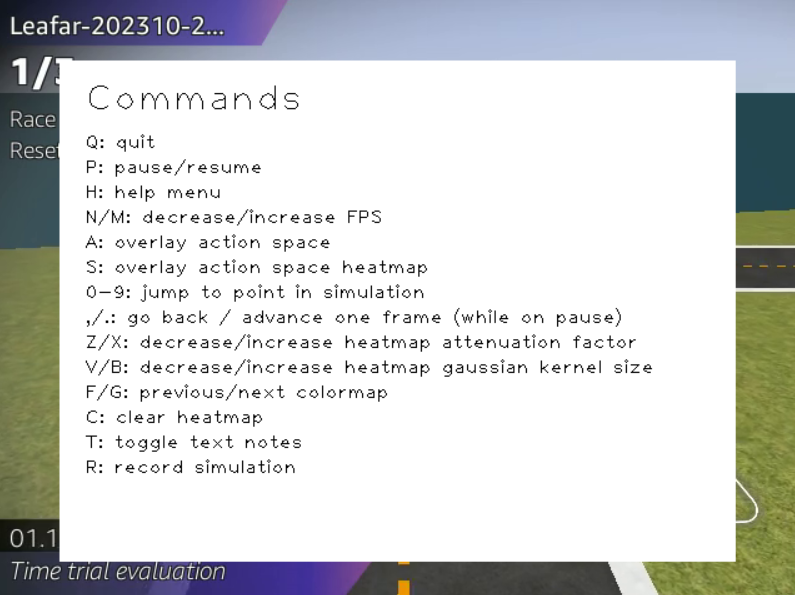 Leafar-202310-2...
1/3
Commands
Race
Reset
Q: quit
P: pause/resume
H: help menu
N/M: decrease/increase FPS
A: overlay action space
S: overlay action space heatmap
0-9: jump to point in simulation
,/.: go back / advance one frame (while on pause)
Z/X: decrease/increase heatmap attenuation factor
V/B: decrease/increase heatmap gaussian kernel size
F/G: previous/next colormap
C: clear heatmap
T: toggle text notes
R: record simulation
01.1
Time trial evaluation